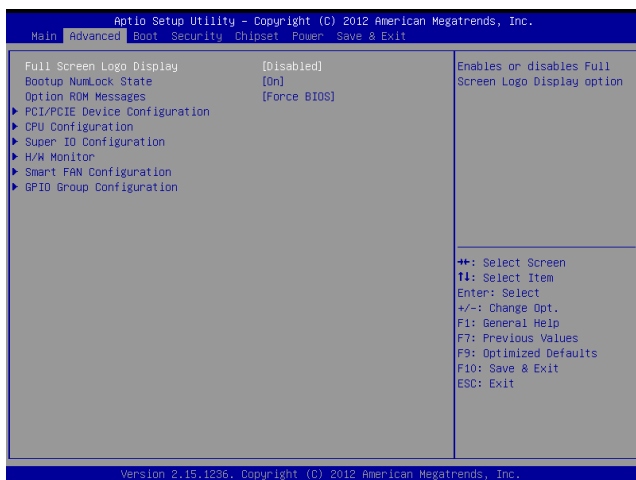 Aptio Setup Utility – Copyright (C) 2012 American Megatrends, Inc.
Main Advanced Boot Security Chipset Power Save & Exit
Full Screen Logo Display [Disabled]
Bootup NumLock State [On]
Option ROM Messages [Force BIOS]
▶ PCI/PCIE Device Configuration
▶ CPU Configuration
▶ Super IO Configuration
▶ H/W Monitor
▶ Smart FAN Configuration
▶ GPIO Group Configuration
Enables or disables Full
Screen Logo Display option
→←: Select Screen
↑↓: Select Item
Enter: Select
+/-: Change Opt.
F1: General Help
F7: Previous Values
F9: Optimized Defaults
F10: Save & Exit
ESC: Exit
Version 2.15.1236. Copyright (C) 2012 American Megatrends, Inc.